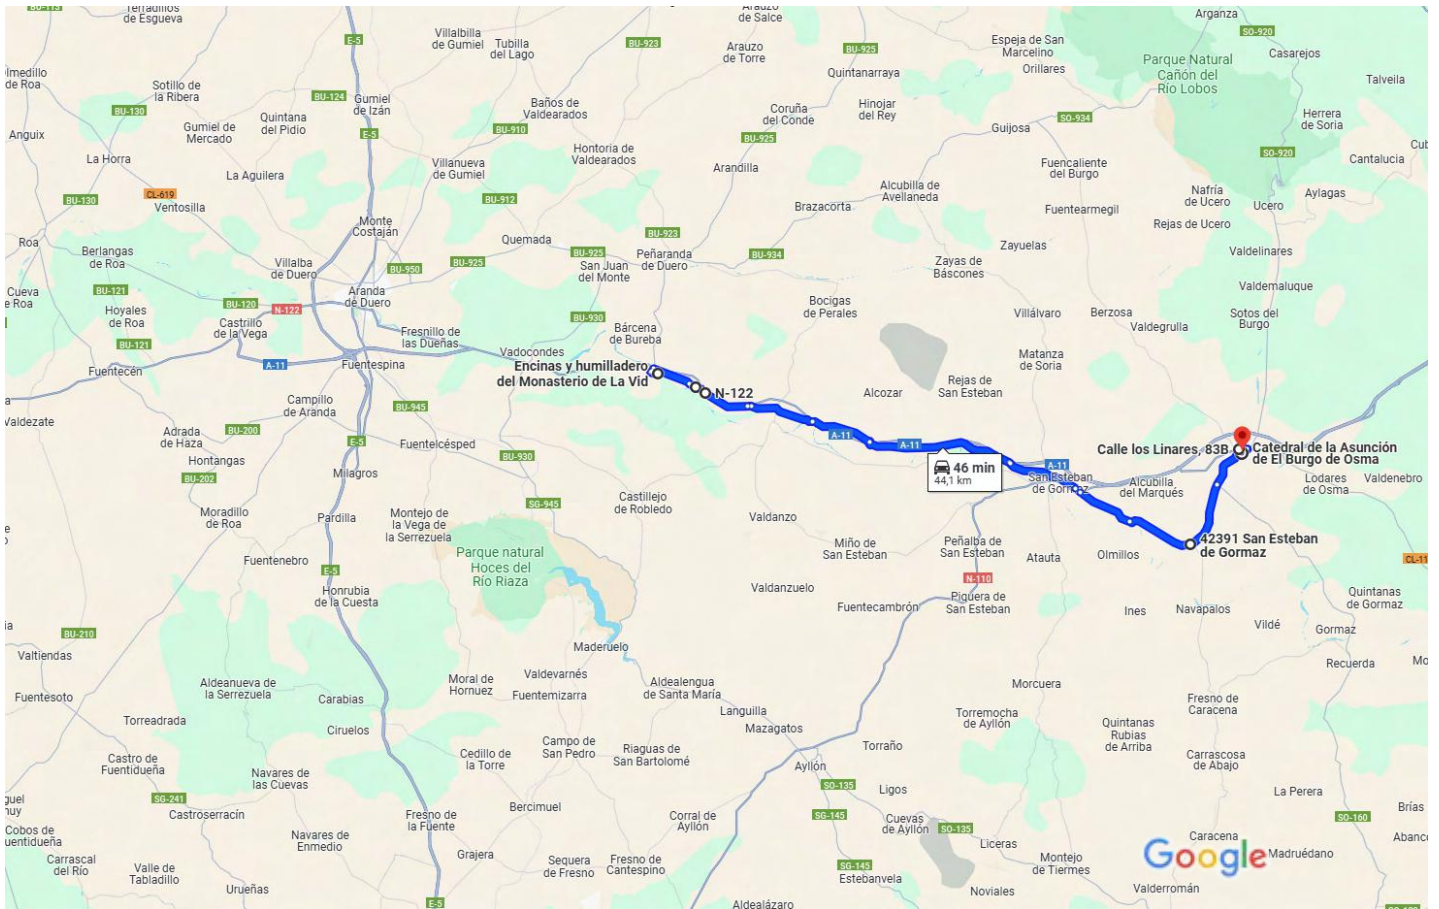 Terradillos
de Esgueva
Arauzo
de Salce
Arganza
E-5
Villalbilla
de Gumiel
Tubilla
del Lago
BU-923
Arauzo
de Torre
BU-925
Quintanarraya
Espeja de San
Marcelino
Orillares
SO-920
Casarejos
Parque Natural
Cañón del
Río Lobos
Talveila
Sotillo de
la Ribera
BU-130
BU-124
Gumiel
de Izán
E-5
Quintana
del Pidio
Gumiel de
Mercado
Anguix
Baños de
Valdearados
BU-910
Coruña
del Conde
BU-925
Hinojar
del Rey
Guijosa
SO-934
Herrera
de Soria
La Horra
La Aguilera
Villanueva
de Gumiel
Hontoria de
Valdearados
Arandilla
Fuencaliente
del Burgo
SO-920
Cantalucia
BU-130
CL-619
Ventosilla
BU-912
Alcubilla de
Avellaneda
Brazacorta
Fuentearmegil
Nafría
de Ucero
Ucero
Aylagas
Rejas de Ucero
Roa
Berlangas
de Roa
Monte
Costaján
Quemada
BU-923
BU-925
Peñaranda
de Duero
BU-934
Zayuelas
Valdelinares
Villalba
de Duero
BU-950
BU-925
San Juan
del Monte
Zayas de
Báscones
BU-121
Aranda
de Duero
Valdemaluque
Hoyales
de Roa
BU-120
N-122
Castrillo
de la Vega
BU-930
Bocigas
de Perales
Villálvaro
Berzosa
Valdegrulla
Sotos del
Burgo
BU-121
Fresnillo de
las Dueñas
Bárcena
de Bureba
Vadocondes
Fuentecén
A-11
Fuentespina
Encinas y humilladero
del Monasterio de La Vid
N-122
Matanza
de Soria
Rejas de
San Esteban
Alcozar
Valdezate
Campillo
de Aranda
BU-945
Adrada
de Haza
BU-200
E-5
Fuentelcésped
BU-930
A-11
A-11
A-11
Calle los Linares, 83B
Catedral de la Asunción
de El Burgo de Osma
46 min
44,1 km
Hontangas
BU-202
Milagros
San Esteban
de Gormaz
Alcubilla
del Marqués
Lodares
de Osma
Valdenebro
Moradillo
de Roa
Pardilla
Montejo de
la Vega de
la Serrezuela
SG-945
Castillejo
de Robledo
Valdanzo
Miño de
San Esteban
Peñalba de
San Esteban
Atauta
Olmillos
42391 San Esteban
de Gormaz
Fuentenebro
E-5
Parque natural
Hoces del
Río Riaza
Valdanzuelo
N-110
Honrubia
de la Cuesta
Fuentecambrón
Piquera de
San Esteban
Ines
Navapalos
Quintanas
de Gormaz
Vildé
Gormaz
BU-210
Valtiendas
Maderuelo
Recuerda
Aldeanueva de
la Serrezuela
Carabias
Moral de
Hornuez
Valdevarnés
Fuentemizarra
Aldealengua
de Santa María
Morcuera
Fresno de
Caracena
Fuentesoto
Torreadrada
Ciruelos
Languilla
Mazagatos
Torremocha
de Ayllón
Quintanas
Rubias
de Arriba
Castro de
Fuentidueña
Navares de
las Cuevas
Cedillo de
la Torre
Campo de
San Pedro
Riaguas de
San Bartolomé
Torraño
Ayllón
Carrascosa
de Abajo
SG-241
Castroserracín
Bercimuel
SO-135
Ligos
La Perera
Fresno de
la Fuente
Corral de
Ayllón
SG-145
Cuevas
de Ayllón
SO-135
SO-160
Brías
Navares de
Enmedio
Grajera
Liceras
Caracena
Madruédano
Google
Carrascal
del Río
Valle de
Tabladillo
Urueñas
Sequera
de Fresno
Fresno de
Cantespino
SG-145
Estebanvela
Montejo
de Tiermes
Noviales
Valderromán
E-5
Aldealázaro